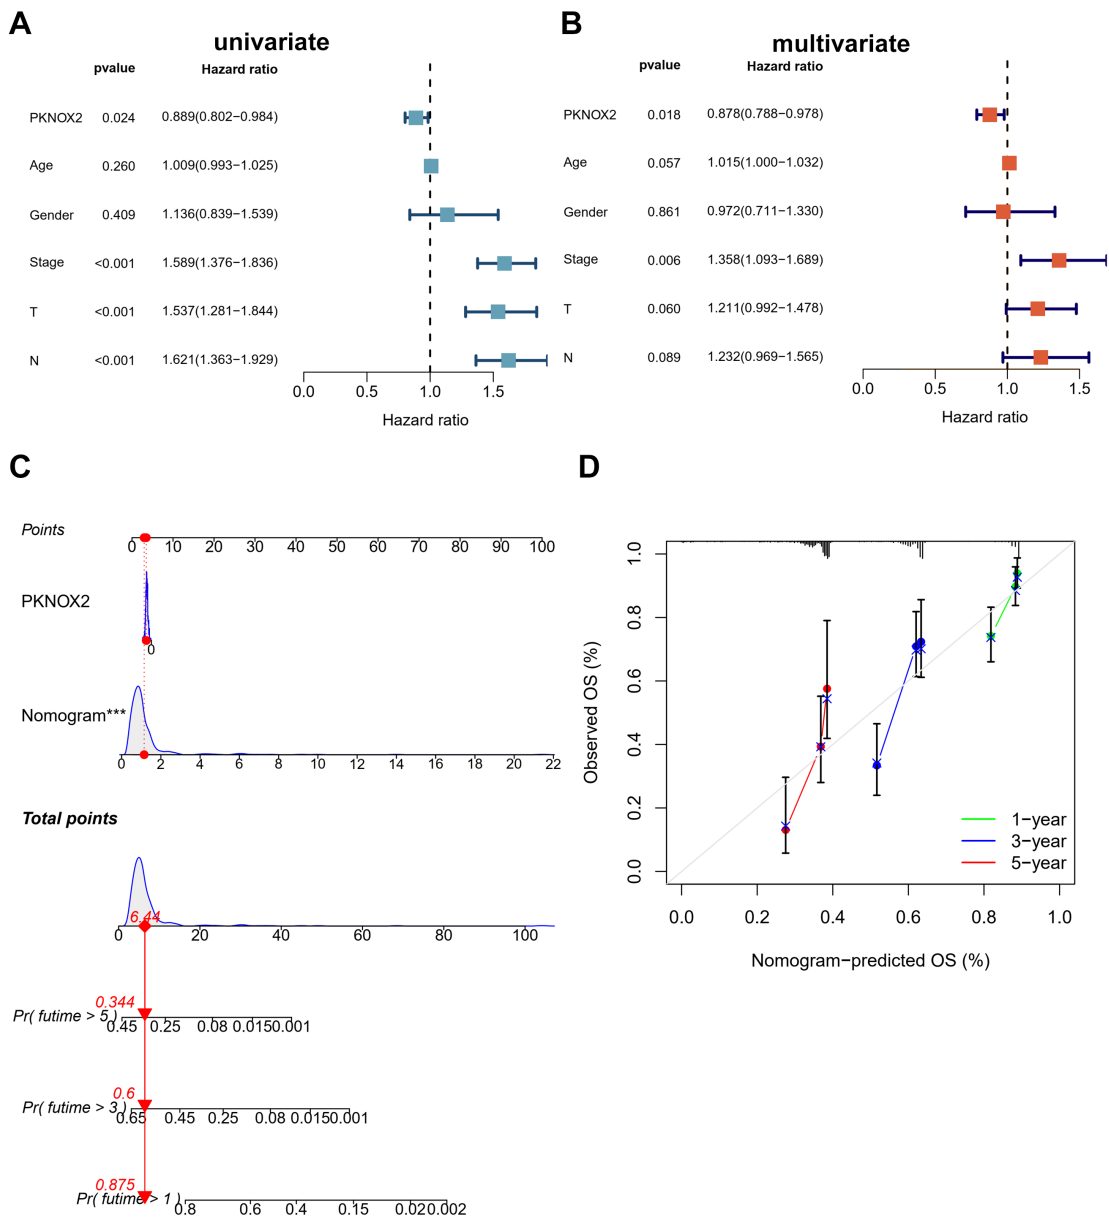 A
univariate
pvalue Hazard ratio
PKNOX2 0.024 0.889(0.802−0.984)
Age 0.260 1.009(0.993−1.025)
Gender 0.409 1.136(0.839−1.539)
Stage <0.001 1.589(1.376−1.836)
T <0.001 1.537(1.281−1.844)
N <0.001 1.621(1.363−1.929)
0.0 0.5 1.0 1.5
Hazard ratio
B
multivariate
pvalue Hazard ratio
PKNOX2 0.018 0.878(0.788−0.978)
Age 0.057 1.015(1.000−1.032)
Gender 0.861 0.972(0.711−1.330)
Stage 0.006 1.358(1.093−1.689)
T 0.060 1.211(0.992−1.478)
N 0.089 1.232(0.969−1.565)
0.0 0.5 1.0 1.5
Hazard ratio
C
Points
0 10 20 30 40 50 60 70 80 90 100
PKNOX2
0
Nomogram***
0 2 4 6 8 10 12 14 16 18 20 22
Total points
6.44
0 20 40 60 80 100
0.344
Pr( futime > 5)
0.45 0.25 0.08 0.0150.001
0.6
Pr( futime > 3 )
0.65 0.45 0.25 0.08 0.0150.001
0.875
Pr( futime > 1 )
0.8 0.6 0.4 0.15 0.020.002
D
Observed OS (%)
1.0
0.8
0.6
0.4
0.2
0.0
1−year
3−year
5−year
0.0 0.2 0.4 0.6 0.8 1.0
Nomogram−predicted OS (%)